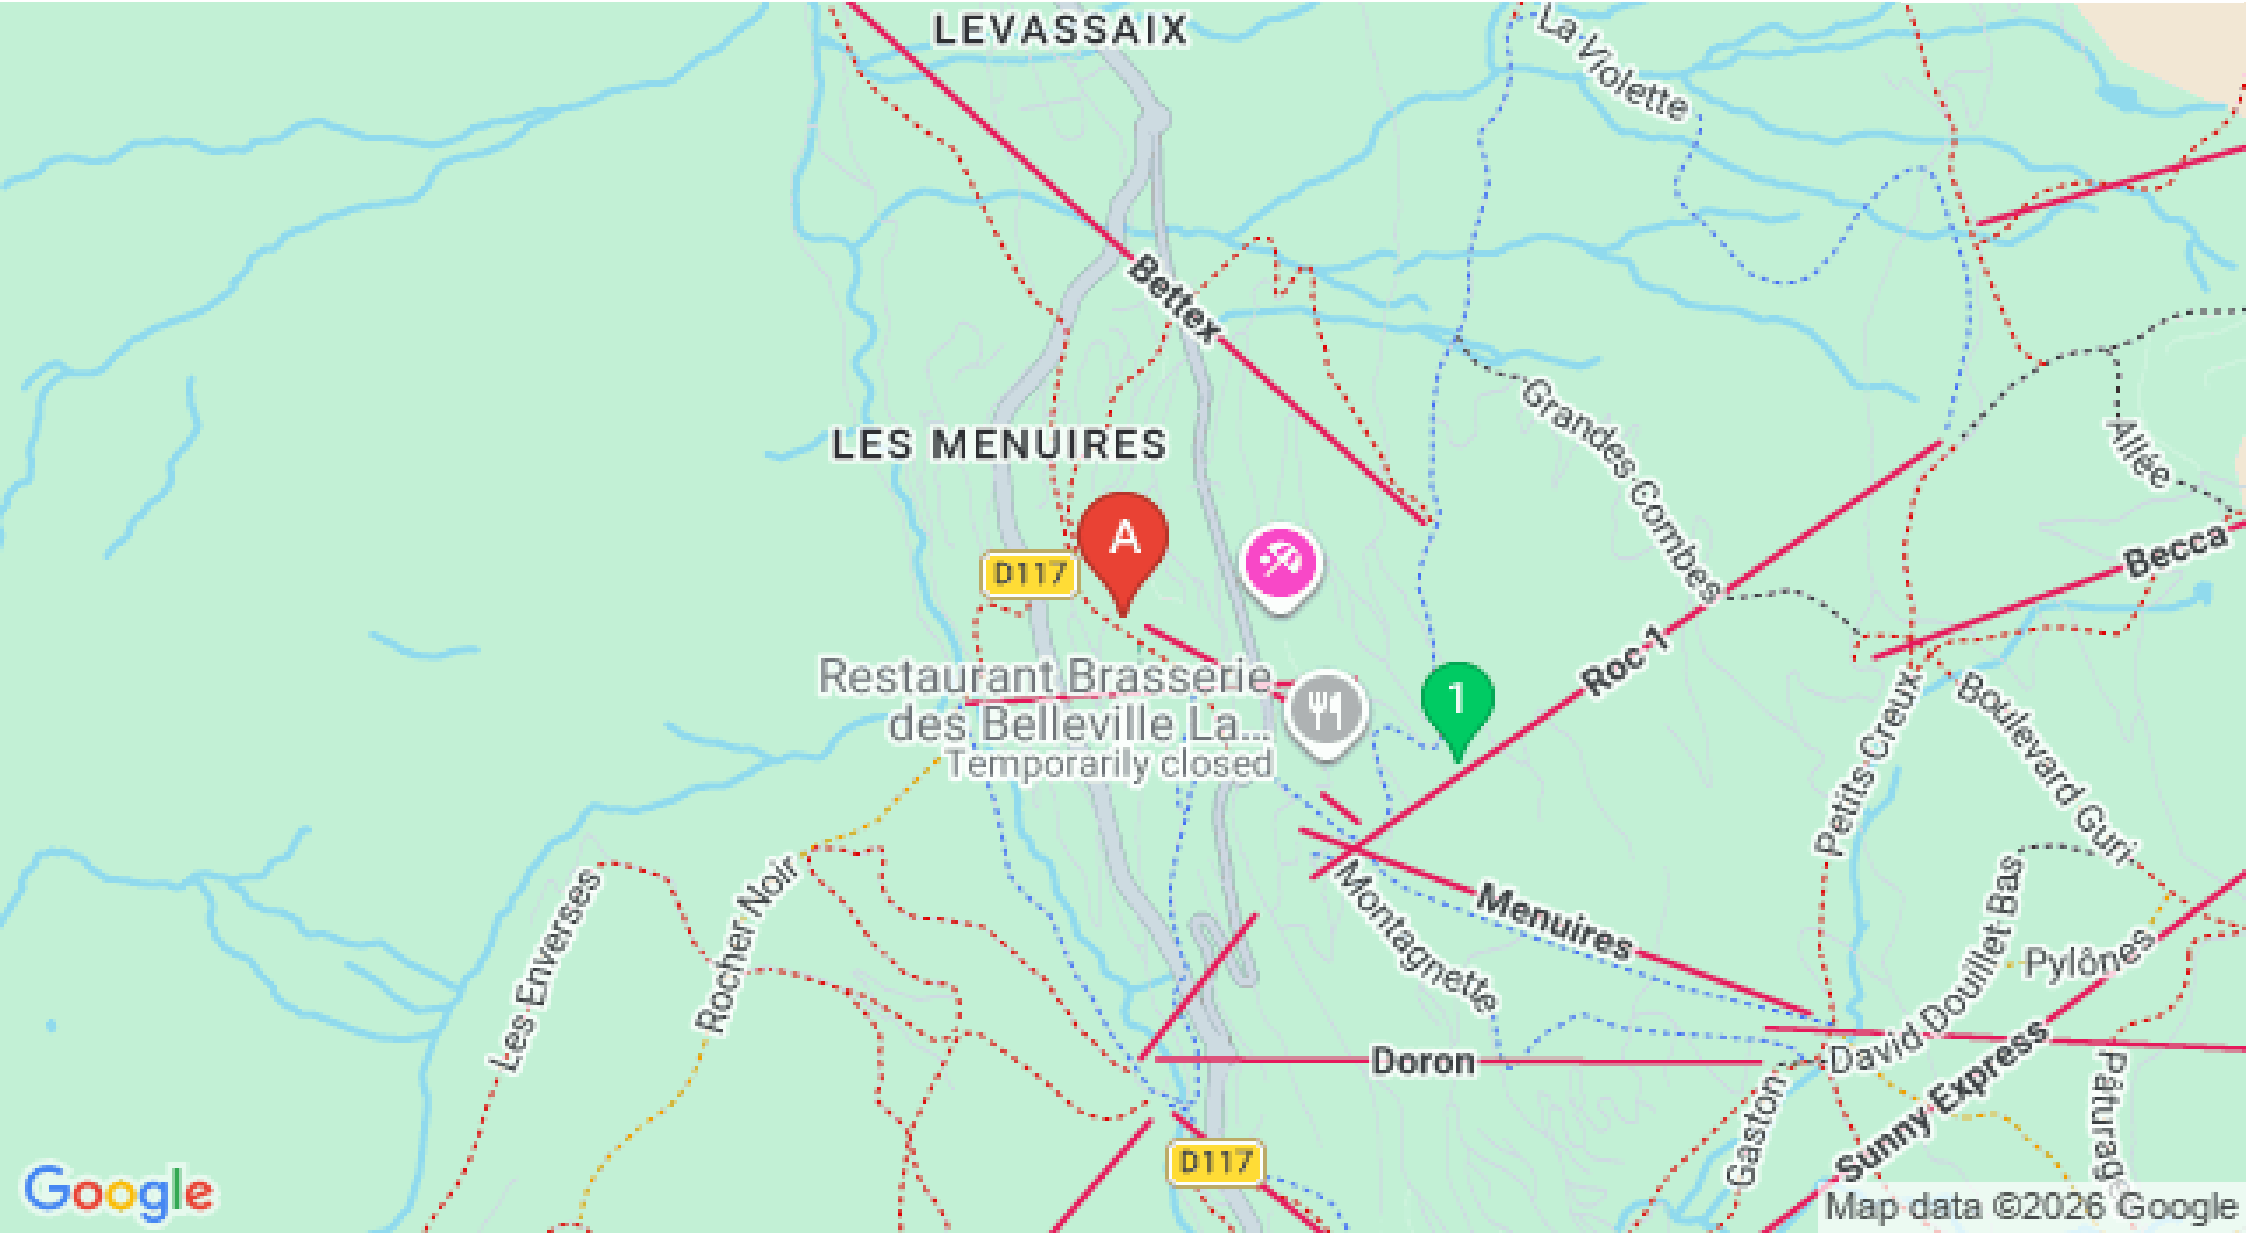 LEVASSAIX
La Violette
Bettex
Grandes Combes
Allée
LES MENUIRES
A
D117
Becca
Restaurant Brasserie
des Belleville La...
Temporarily closed
1
Roc 1
Petits Creux
Boulevard Guri
Les Enverses
Rocher Noir
Montagnette
Menuires
David Douillet Bas
Pylônes
Doron
Gaston
Sunny Express
Pâturage
D117
Google
Map data ©2026 Google